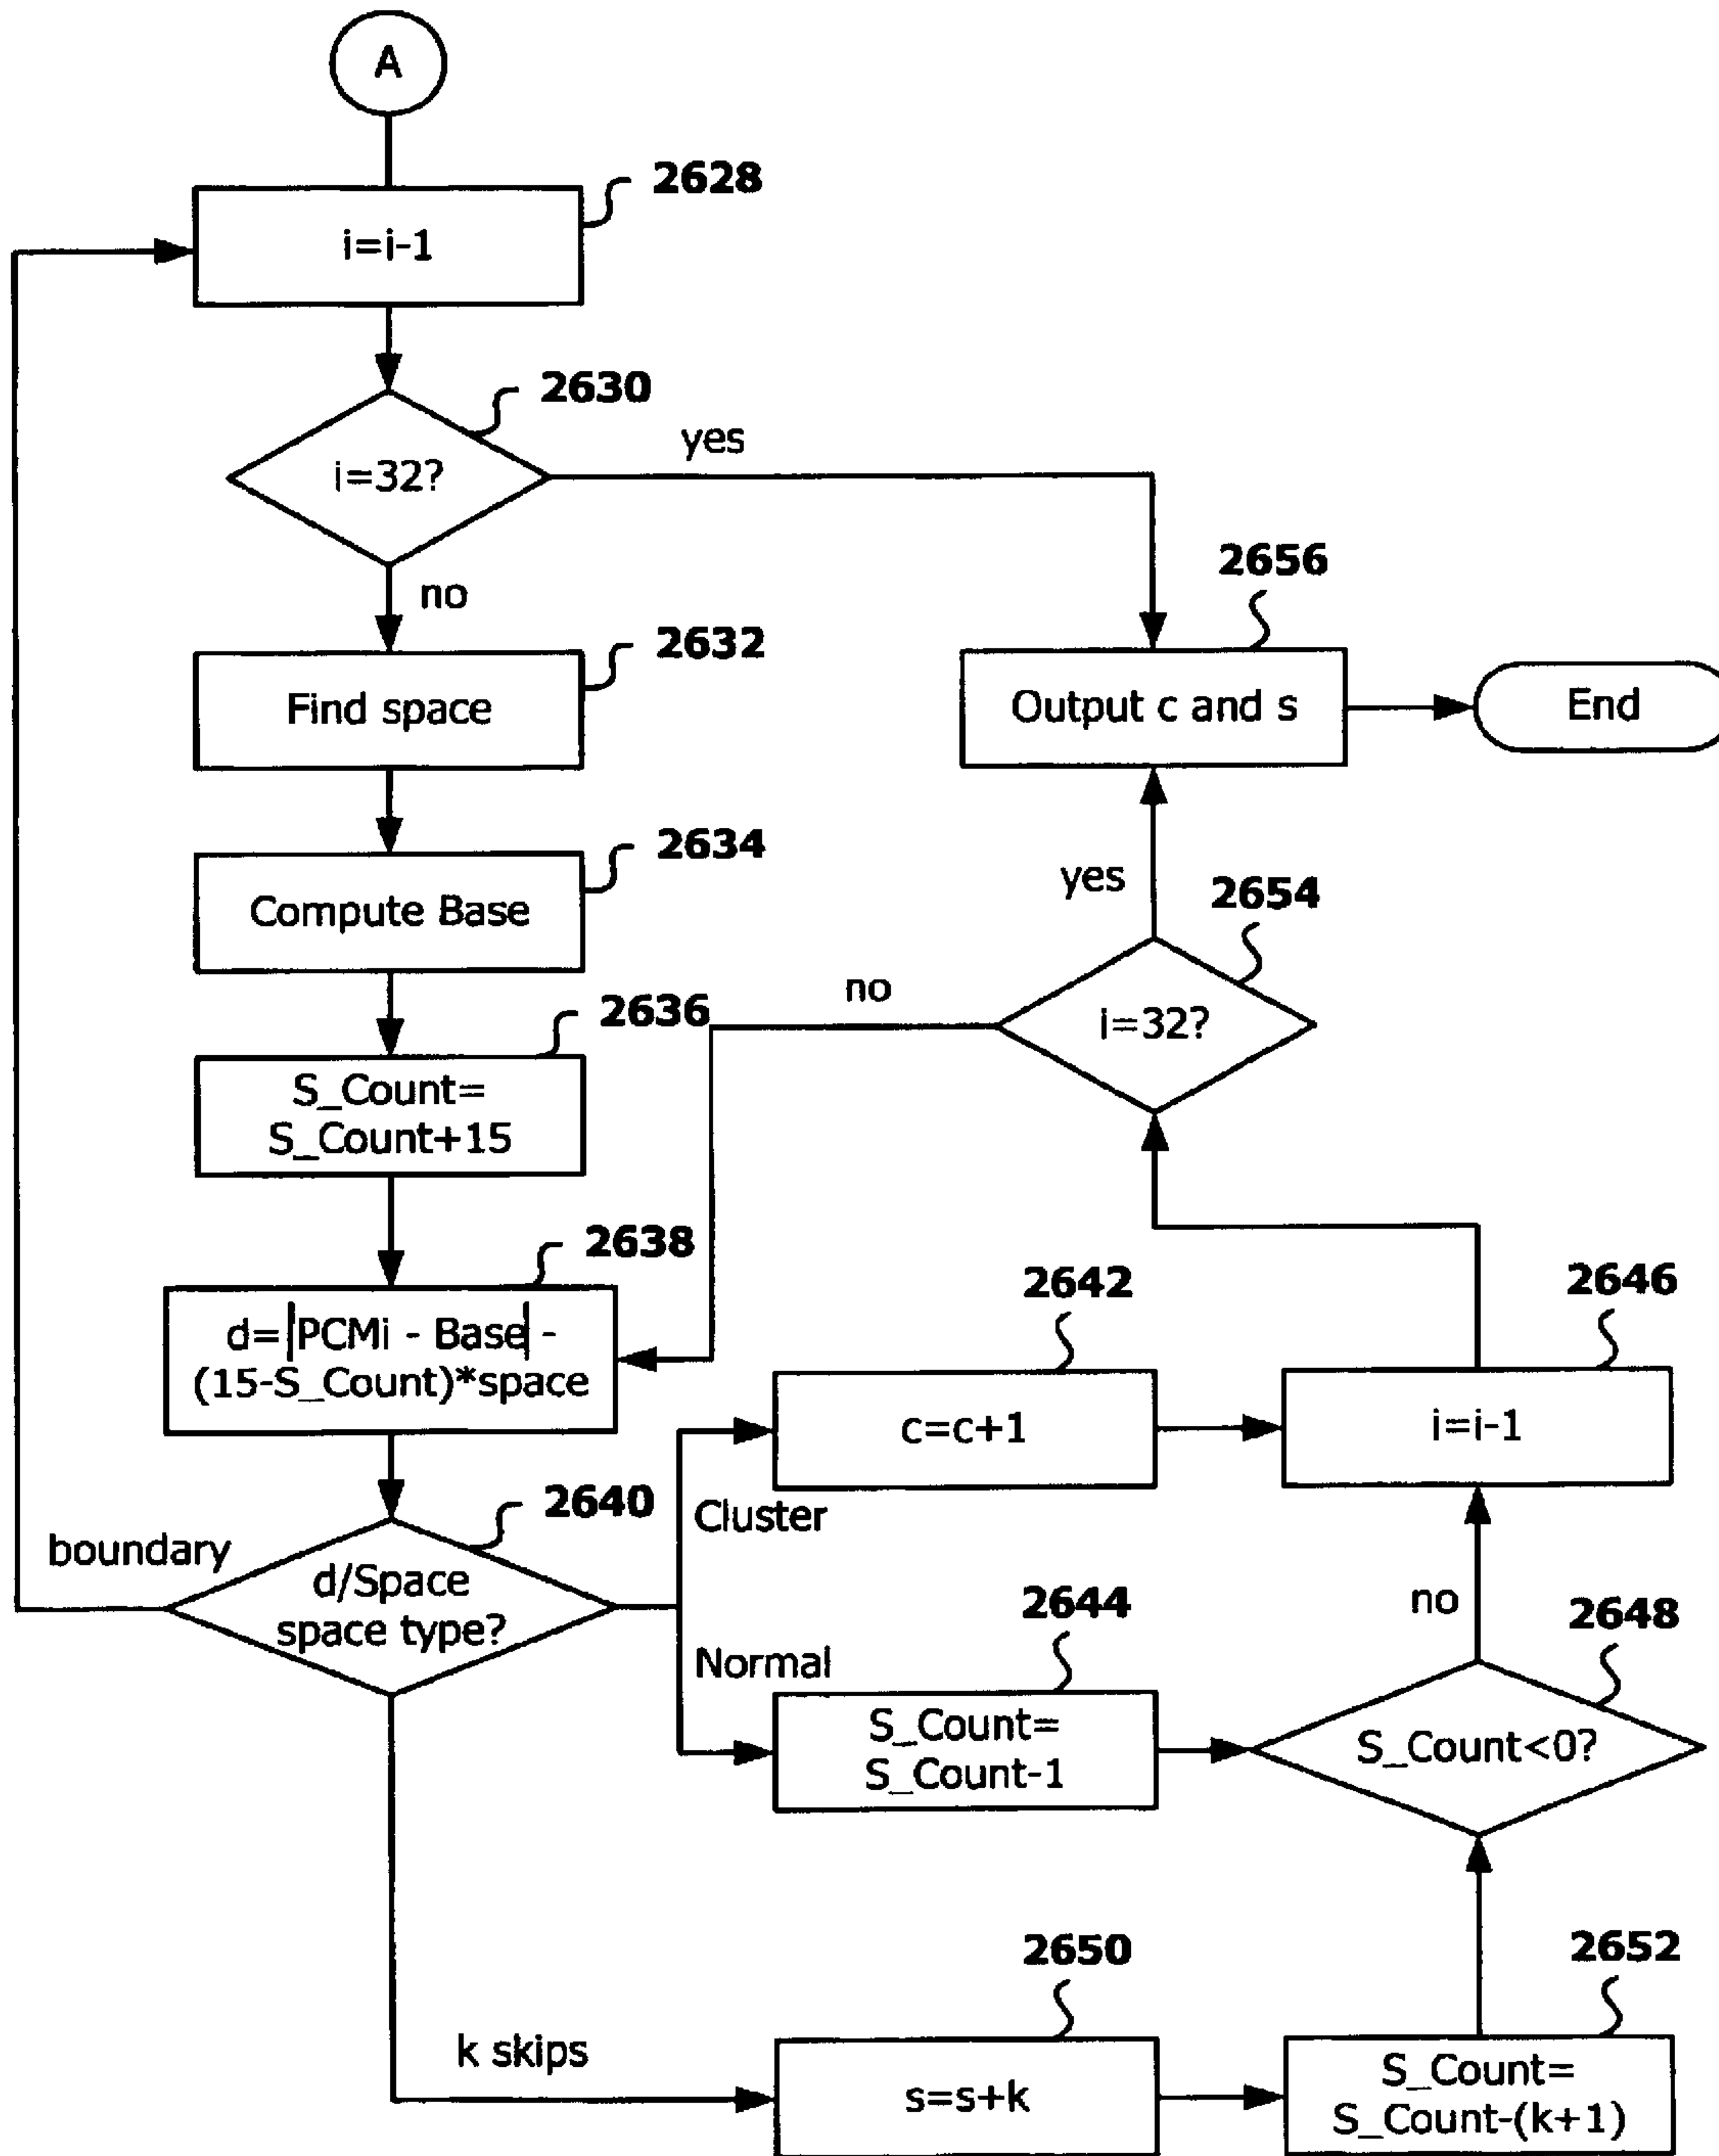 A
2628
i=i-1
2630
i=32?
yes
no
2632
Find space
2656
Output c and s
End
2634
Compute Base
yes
2654
i=32?
no
2636
S_Count=
S_Count+15
2638
d=|PCMi - Base| -
(15-S_Count)*space
2642
c=c+1
2646
i=i-1
2640
d/Space
space type?
boundary
Cluster
Normal
2644
S_Count=
S_Count-1
no
2648
S_Count<0?
k skips
2650
s=s+k
2652
S_Count=
S_Count-(k+1)